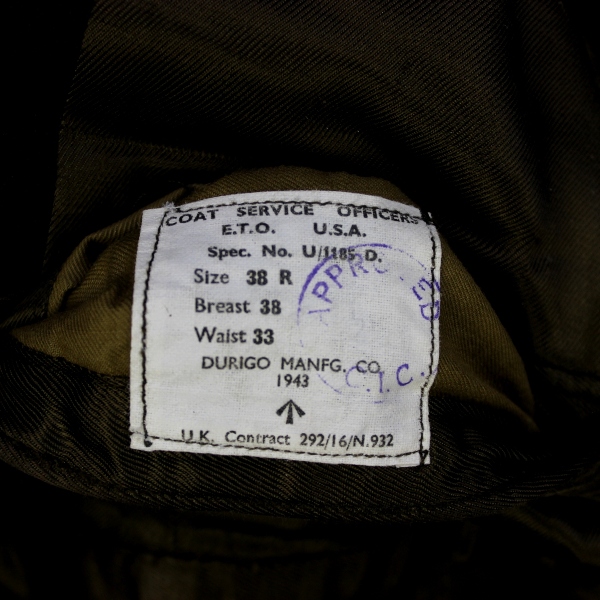 COAT SERVICE OFFICERS
E.T.O. U.S.A.
Spec. No. U/1185 D.
Size 38 R
Breast 38
Waist 33
DURIGO MANFG. CO.
1943
U.K. Contract 292/16/N.932
APPROVED
C.I.C.